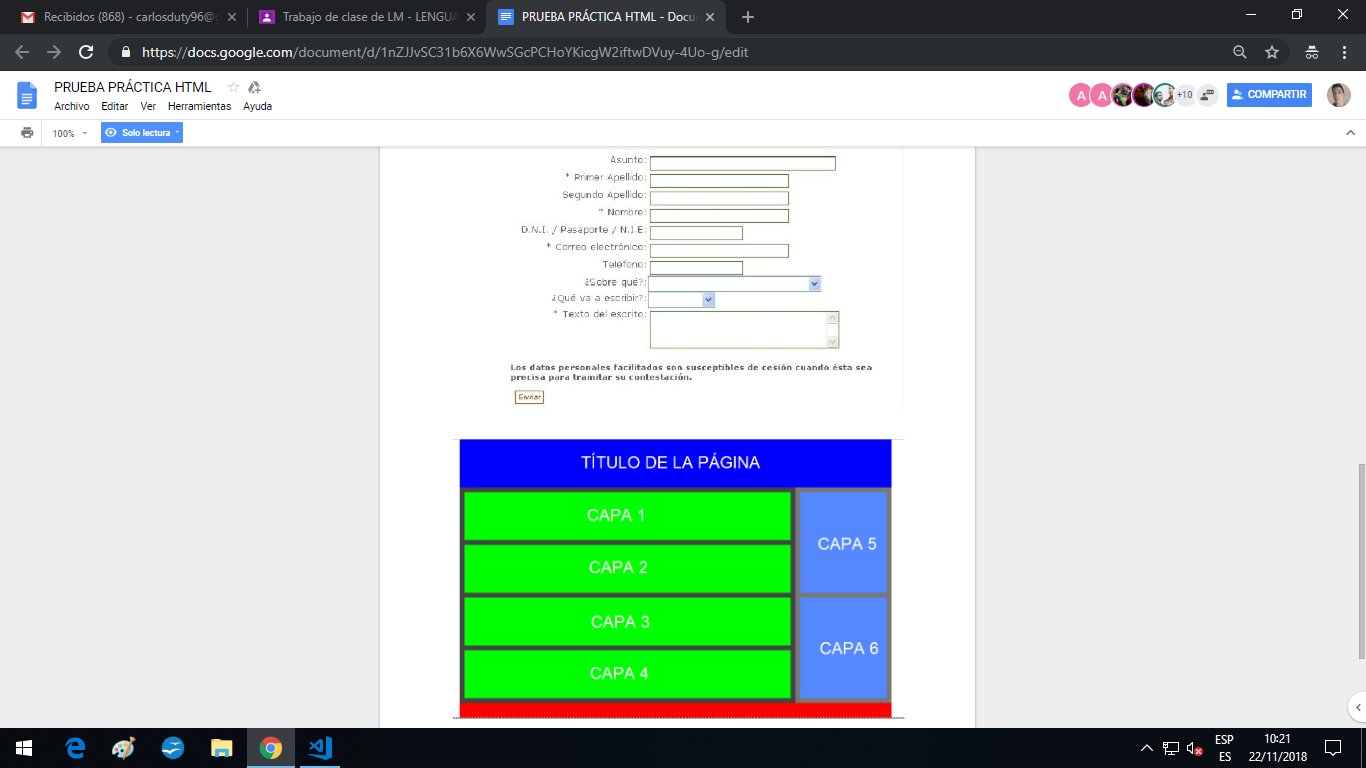 Recibidos (868) - carlosduty96@g
Trabajo de clase de LM - LENGUA
PRUEBA PRÁCTICA HTML - Docu
https://docs.google.com/document/d/1nZJJvSC31b6X6WwSGcPCHoYKicgW2iftwDVuy-4Uo-g/edit
PRUEBA PRÁCTICA HTML
Archivo Editar Ver Herramientas Ayuda
A A +10 COMPARTIR
100% Solo lectura
Asunto:
* Primer Apellido:
Segundo Apellido:
* Nombre:
D.N.I. / Pasaporte / N.I.E:
* Correo electrónico:
Teléfono:
¿Sobre qué?:
¿Qué va a escribir?:
* Texto del escrito:
Los datos personales facilitados son susceptibles de cesión cuando ésta sea
precisa para tramitar su contestación.
Enviar
TÍTULO DE LA PÁGINA
CAPA 1
CAPA 2
CAPA 3
CAPA 4
CAPA 5
CAPA 6
ESP
ES
10:21
22/11/2018